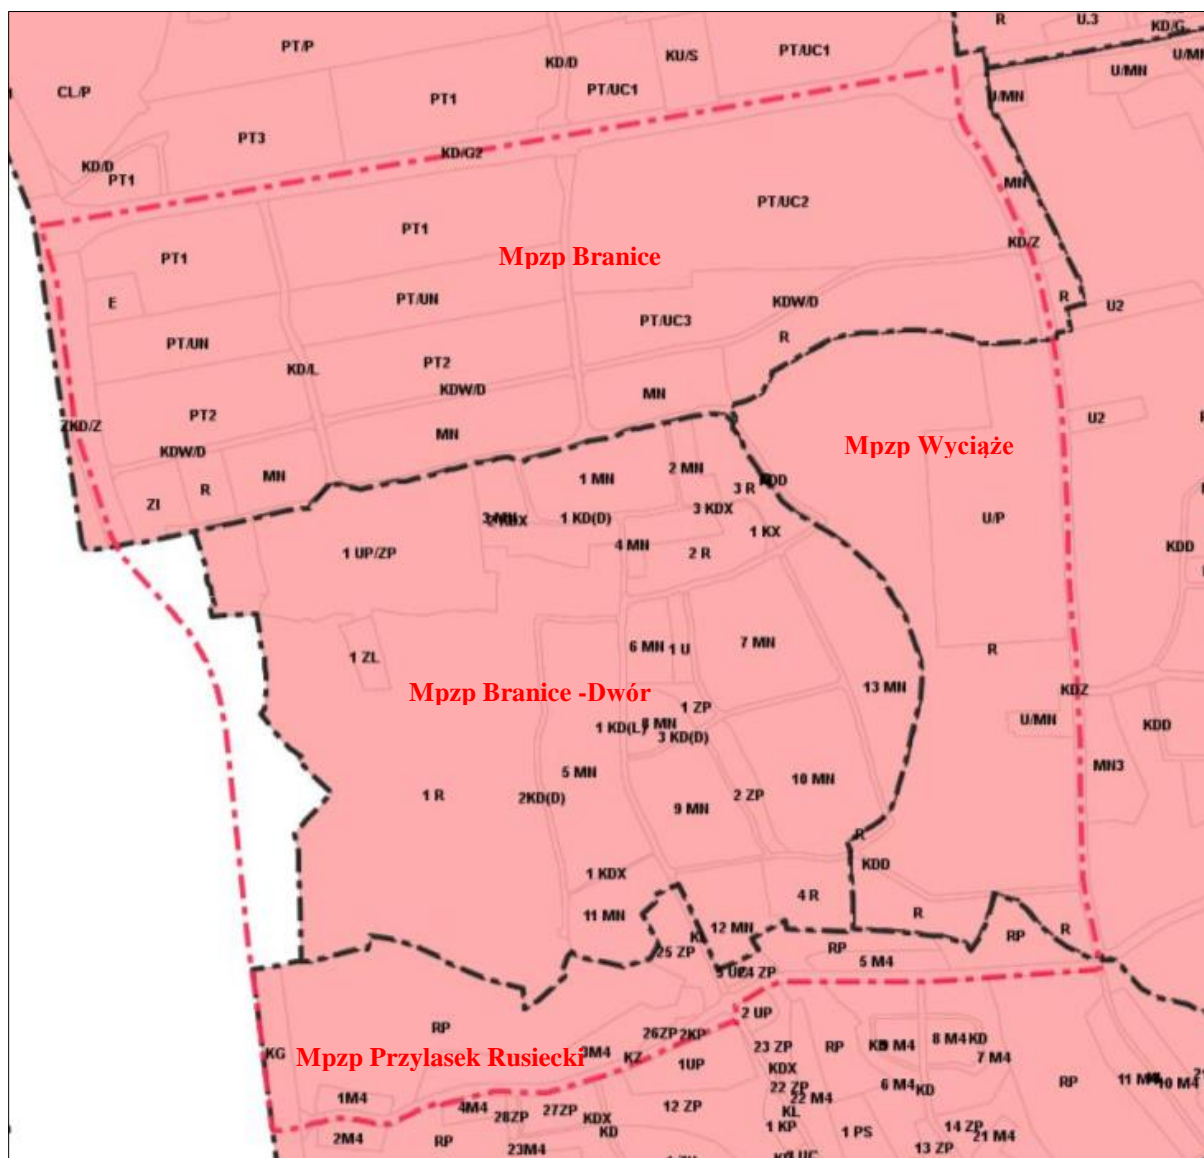 R
U.3
KD/G
PT/P
KD/D
KU/S
PT/UC1
U/MN
CL/P
PT1
PT/UC1
U/MN
PT3
KD/G2
KD/D
PT1
MN
PT/UC2
PT1
KD/Z
Mpzp Branice
PT1
E
PT/UN
KDW/D
R
U2
PT/UC3
PT/UN
R
KD/L
PT2
KDW/D
MN
PT2
U2
ZKD/Z
MN
Mpzp Wyciąże
KDW/D
MN
2 MN
R
1 MN
3 R
ZI
3 KDX
1 KD(D)
U/P
1 KX
4 MN
2 R
KDD
1 UP/ZP
6 MN
1 U
7 MN
R
1 ZL
13 MN
Mpzp Branice -Dwór
KDZ
1 ZP
U/MN
1 KD(L)
8 MN
KDD
3 KD(D)
MN3
5 MN
10 MN
1 R
2KD(D)
2 ZP
9 MN
R
KDD
1 KDX
4 R
11 MN
R
12 MN
R
RP
RP
25 ZP
5 M4
RP
2 UP
26ZP
2KP
8 M4
KD
23 ZP
RP
KG
Mpzp Przylasek Rusiecki
KZ
1UP
7 M4
KDX
RP
11 M4
10 M4
22 ZP
6 M4
KD
1M4
22 M4
4M4
27ZP
12 ZP
28ZP
KDX
KL
1 KP
KD
1 PS
14 ZP
21 M4
2M4
RP
23M4
13 ZP